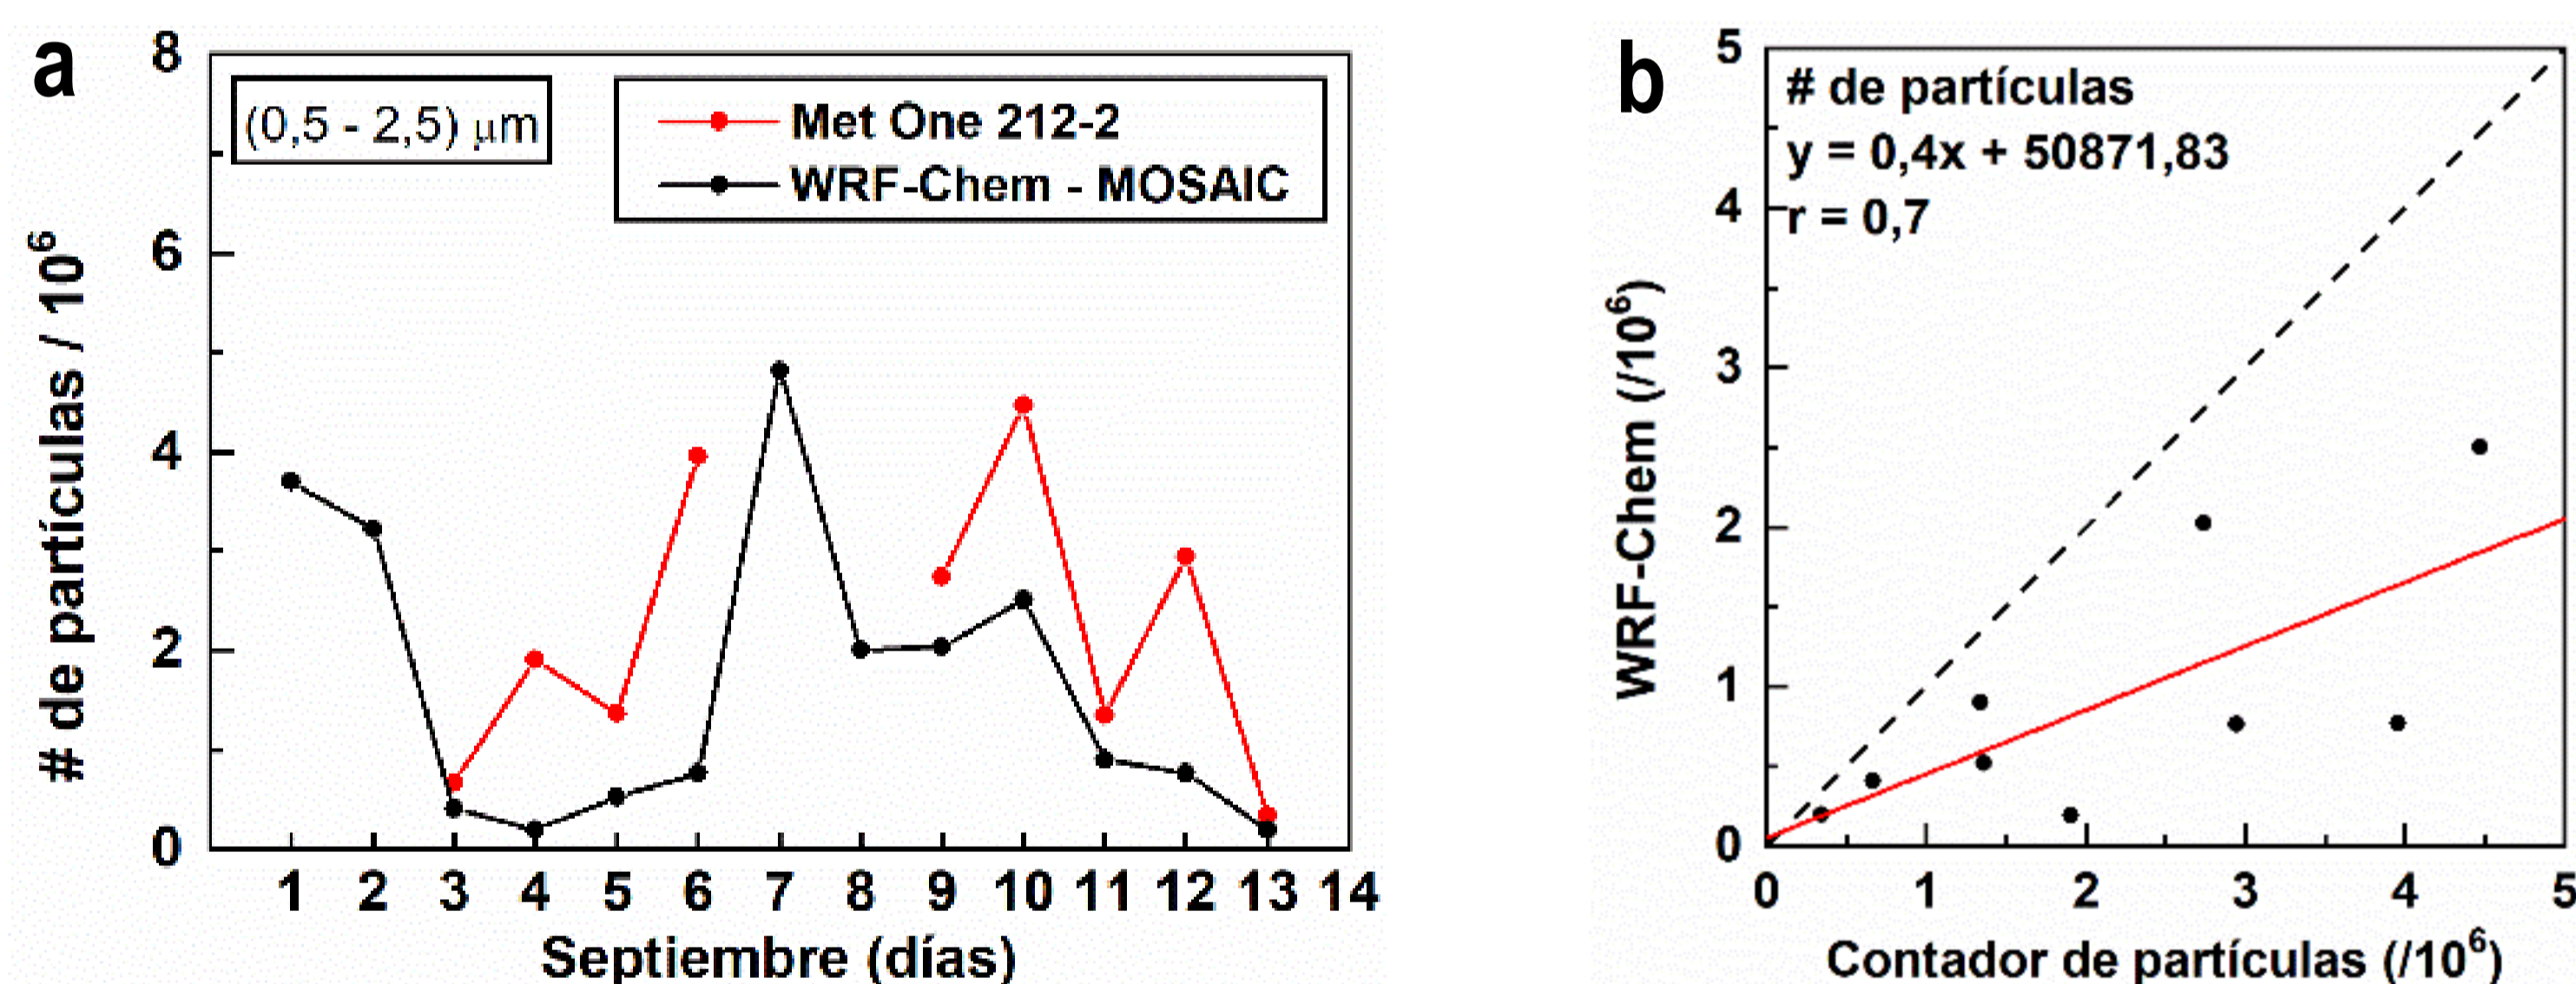 a
8
6
4
2
0
# de partículas / 10⁶
(0,5 - 2,5) μm
Met One 212-2
WRF-Chem - MOSAIC
1 2 3 4 5 6 7 8 9 10 11 12 13 14
Septiembre (días)
b
5
4
3
2
1
0
WRF-Chem (/10⁶)
# de partículas
y = 0,4x + 50871,83
r = 0,7
0 1 2 3 4 5
Contador de partículas (/10⁶)